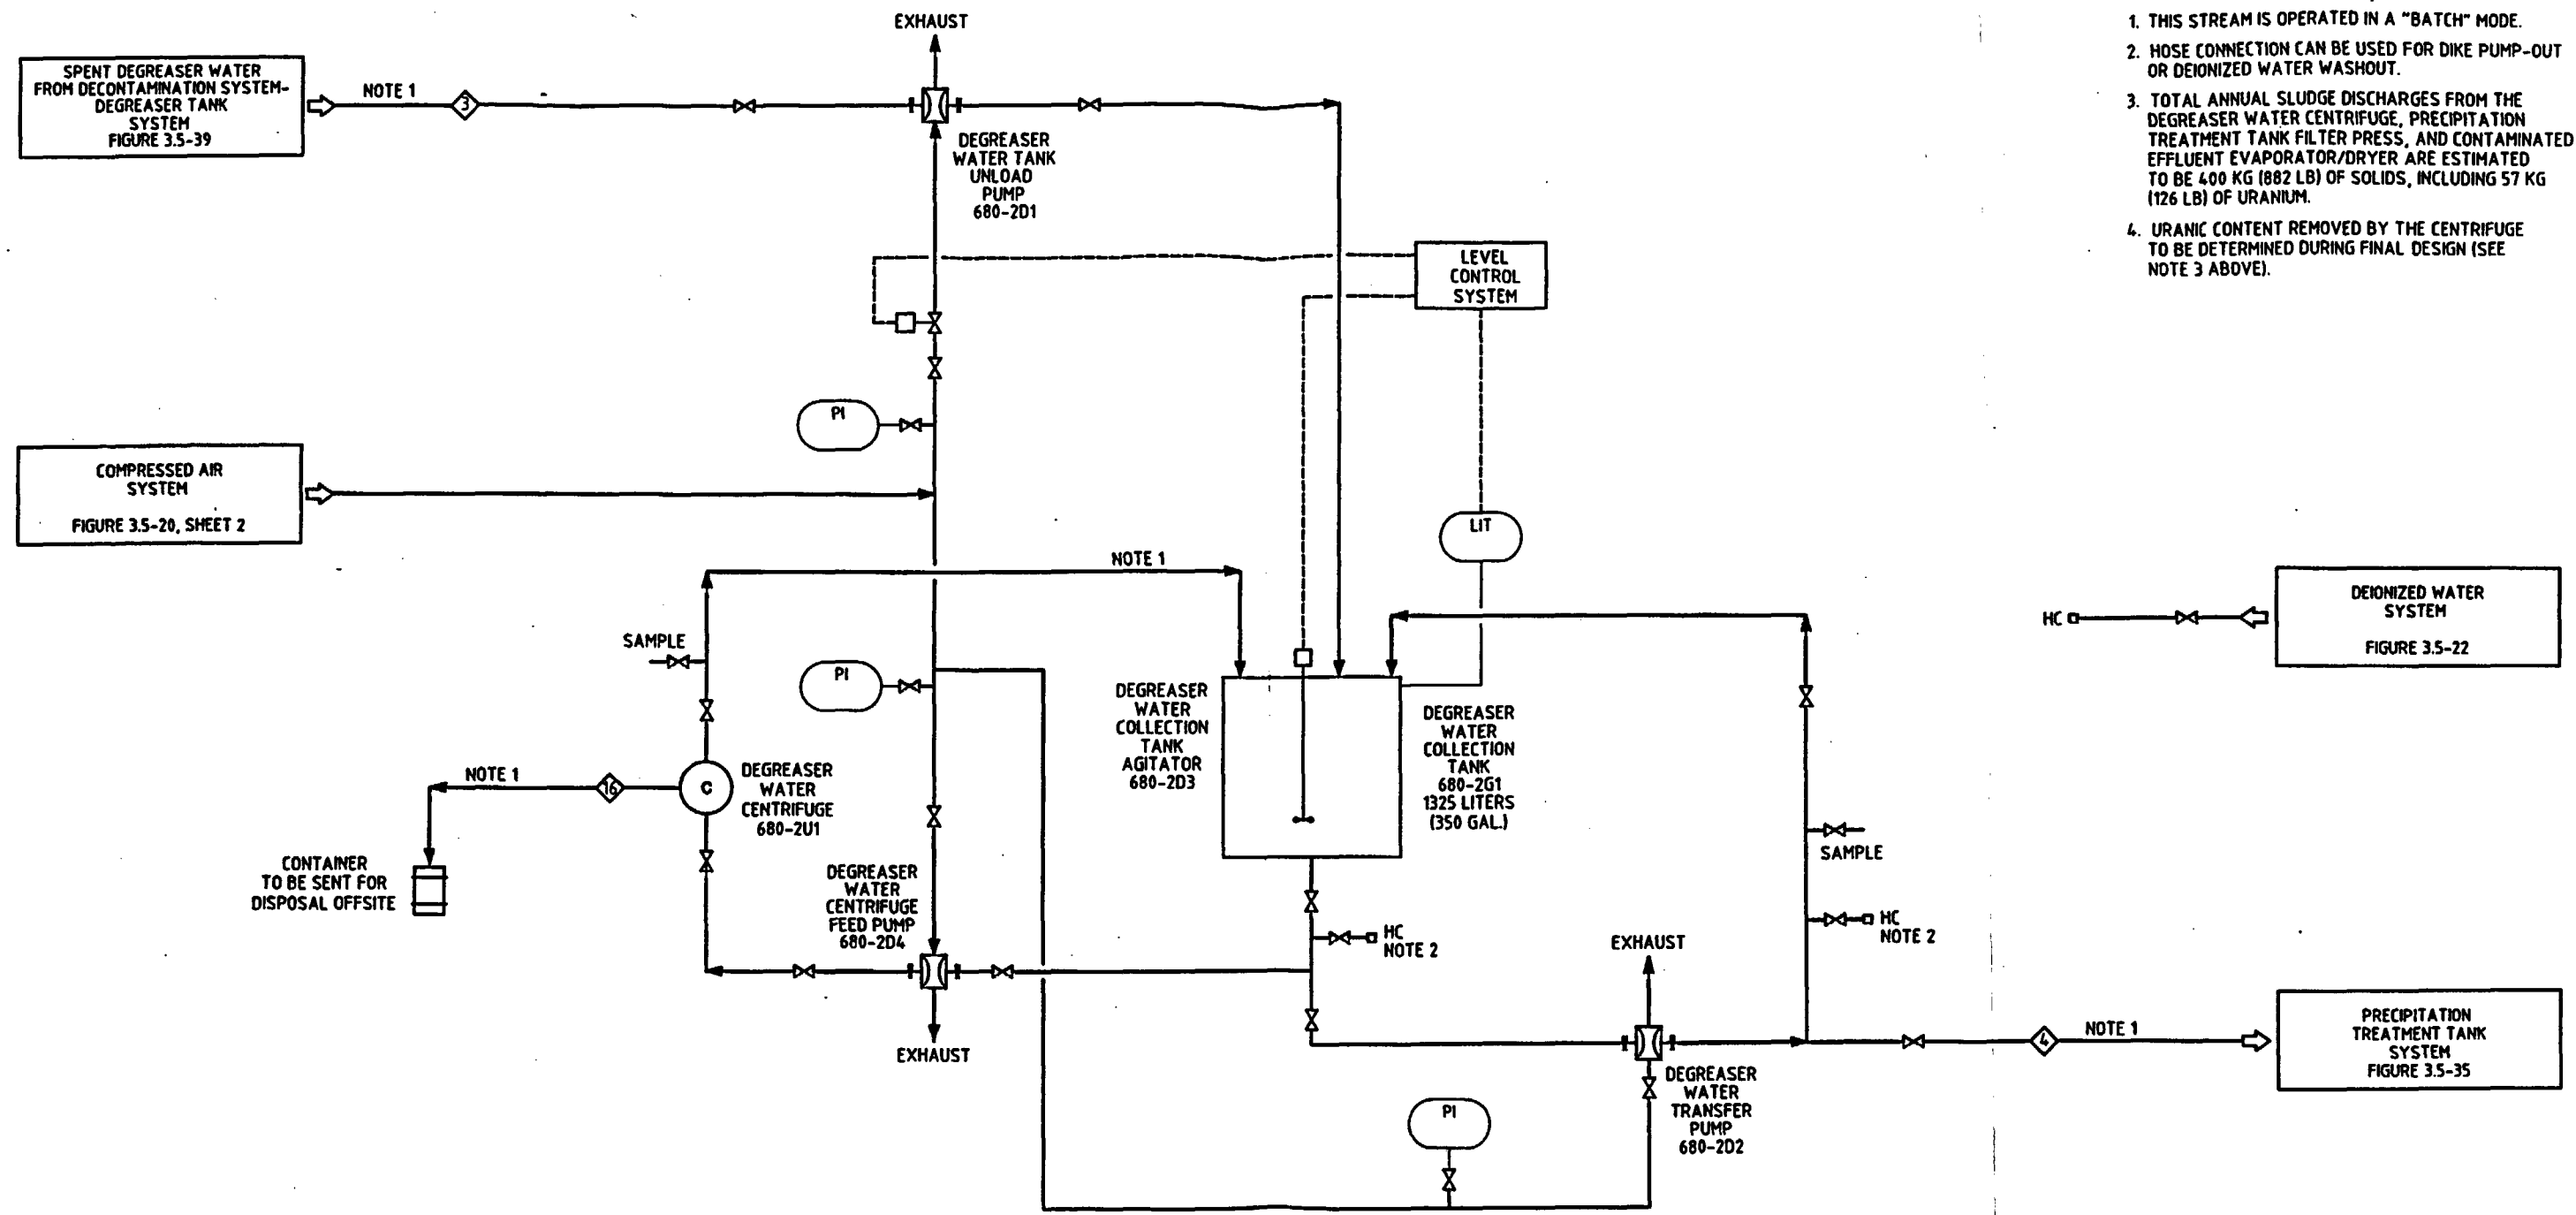 EXHAUST
SPENT DEGREASER WATER
FROM DECONTAMINATION SYSTEM-
DEGREASER TANK
SYSTEM
FIGURE 3.5-39
NOTE 1
3
DEGREASER
WATER TANK
UNLOAD
PUMP
680-2D1
1. THIS STREAM IS OPERATED IN A "BATCH" MODE.
2. HOSE CONNECTION CAN BE USED FOR DIKE PUMP-OUT
OR DEIONIZED WATER WASHOUT.
3. TOTAL ANNUAL SLUDGE DISCHARGES FROM THE
DEGREASER WATER CENTRIFUGE, PRECIPITATION
TREATMENT TANK FILTER PRESS, AND CONTAMINATED
EFFLUENT EVAPORATOR/DRYER ARE ESTIMATED
TO BE 400 KG (882 LB) OF SOLIDS, INCLUDING 57 KG
(126 LB) OF URANIUM.
4. URANIC CONTENT REMOVED BY THE CENTRIFUGE
TO BE DETERMINED DURING FINAL DESIGN (SEE
NOTE 3 ABOVE).
LEVEL
CONTROL
SYSTEM
PI
COMPRESSED AIR
SYSTEM
FIGURE 3.5-20, SHEET 2
LIT
NOTE 1
SAMPLE
PI
DEGREASER
WATER
COLLECTION
TANK
AGITATOR
680-2D3
DEGREASER
WATER
COLLECTION
TANK
680-2G1
1325 LITERS
(350 GAL.)
HC
DEIONIZED WATER
SYSTEM
FIGURE 3.5-22
NOTE 1
16
C
DEGREASER
WATER
CENTRIFUGE
680-2U1
CONTAINER
TO BE SENT FOR
DISPOSAL OFFSITE
DEGREASER
WATER
CENTRIFUGE
FEED PUMP
680-2D4
EXHAUST
HC
NOTE 2
SAMPLE
HC
NOTE 2
EXHAUST
DEGREASER
WATER
TRANSFER
PUMP
680-2D2
PI
4
NOTE 1
PRECIPITATION
TREATMENT TANK
SYSTEM
FIGURE 3.5-35